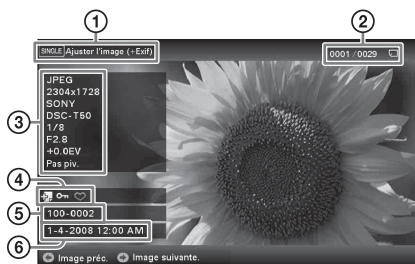 1
2
SINGLE Ajuster l'image (+Exif)
0001 /0029
3
JPEG
2304x1728
SONY
DSC-T50
1/8
F2.8
+0.0EV
Pas piv.
4
5
100-0002
6
1-4-2008 12:00 AM
Image préc. Image suivante.